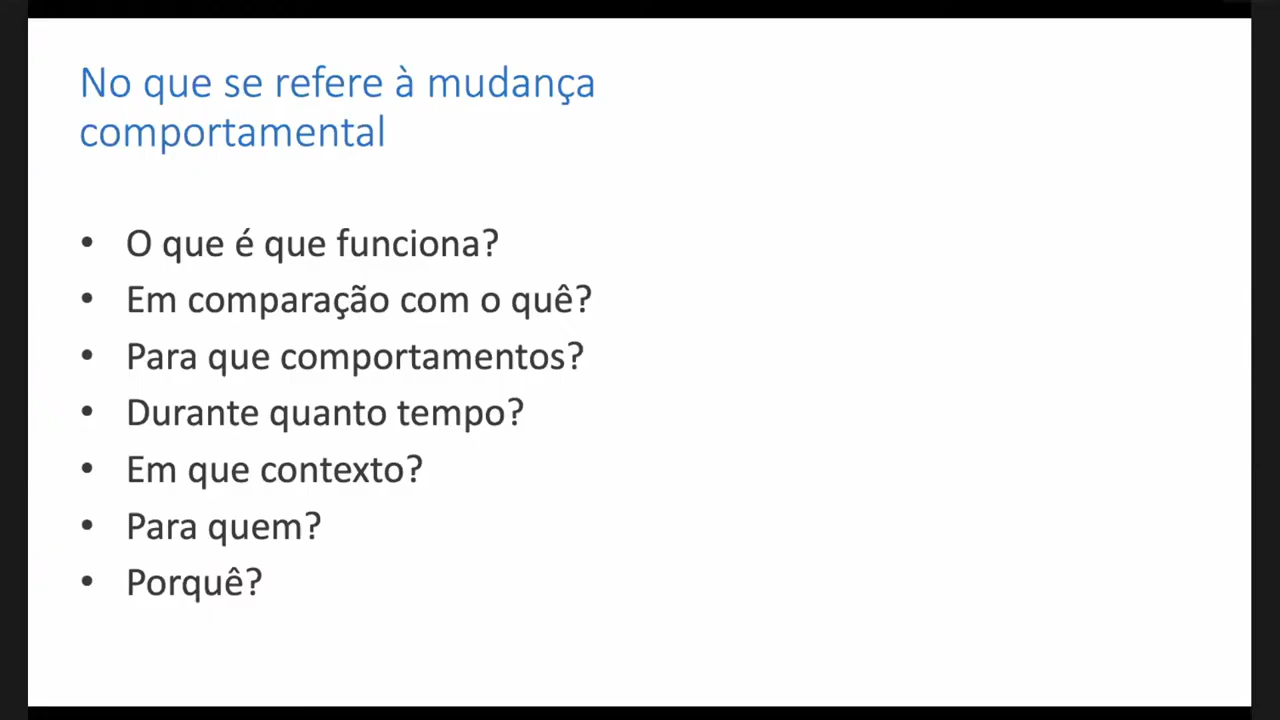 No que se refere à mudança
comportamental
• O que é que funciona?
• Em comparação com o quê?
• Para que comportamentos?
• Durante quanto tempo?
• Em que contexto?
• Para quem?
• Porquê?